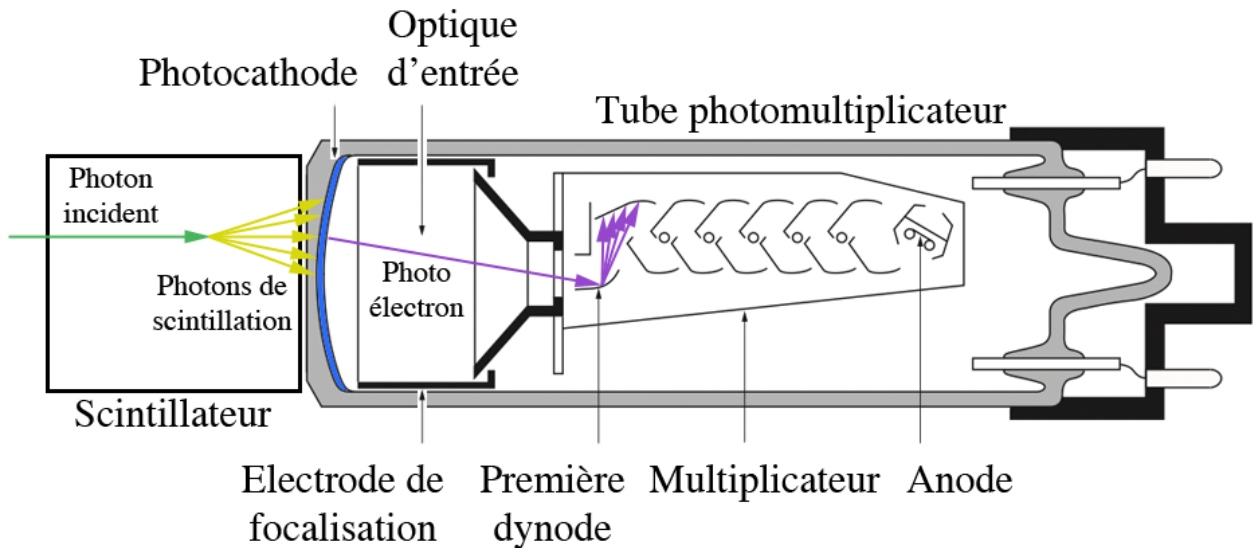 Optique
d’entrée
Photocathode
Tube photomultiplicateur
Photon
incident
Photons de
scintillation
Photo
électron
Scintillateur
Electrode de
focalisation
Première
dynode
Multiplicateur
Anode